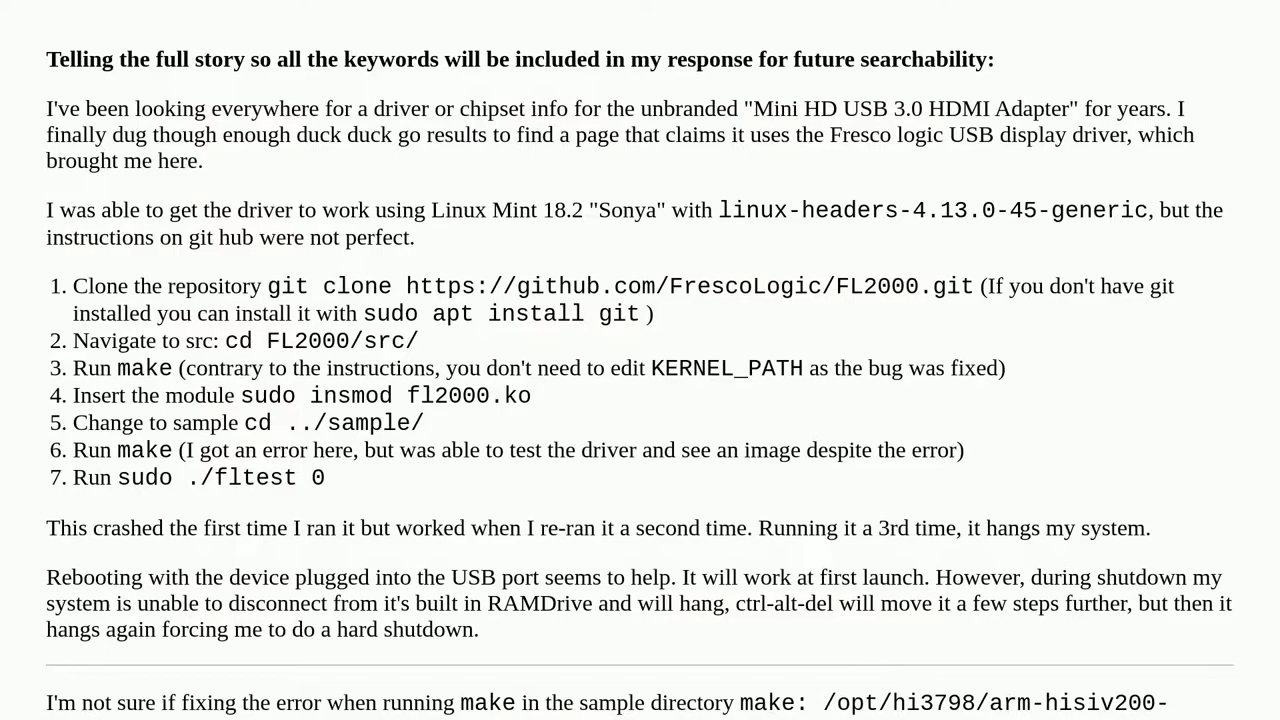 Telling the full story so all the keywords will be included in my response for future searchability:
I've been looking everywhere for a driver or chipset info for the unbranded "Mini HD USB 3.0 HDMI Adapter" for years. I
finally dug though enough duck duck go results to find a page that claims it uses the Fresco logic USB display driver, which
brought me here.
I was able to get the driver to work using Linux Mint 18.2 "Sonya" with linux-headers-4.13.0-45-generic, but the
instructions on git hub were not perfect.
1. Clone the repository git clone https://github.com/FrescoLogic/FL2000.git (If you don't have git
installed you can install it with sudo apt install git )
2. Navigate to src: cd FL2000/src/
3. Run make (contrary to the instructions, you don't need to edit KERNEL_PATH as the bug was fixed)
4. Insert the module sudo insmod fl2000.ko
5. Change to sample cd ../sample/
6. Run make (I got an error here, but was able to test the driver and see an image despite the error)
7. Run sudo ./fltest 0
This crashed the first time I ran it but worked when I re-ran it a second time. Running it a 3rd time, it hangs my system.
Rebooting with the device plugged into the USB port seems to help. It will work at first launch. However, during shutdown my
system is unable to disconnect from it's built in RAMDrive and will hang, ctrl-alt-del will move it a few steps further, but then it
hangs again forcing me to do a hard shutdown.
I'm not sure if fixing the error when running make in the sample directory make: /opt/hi3798/arm-hisiv200-